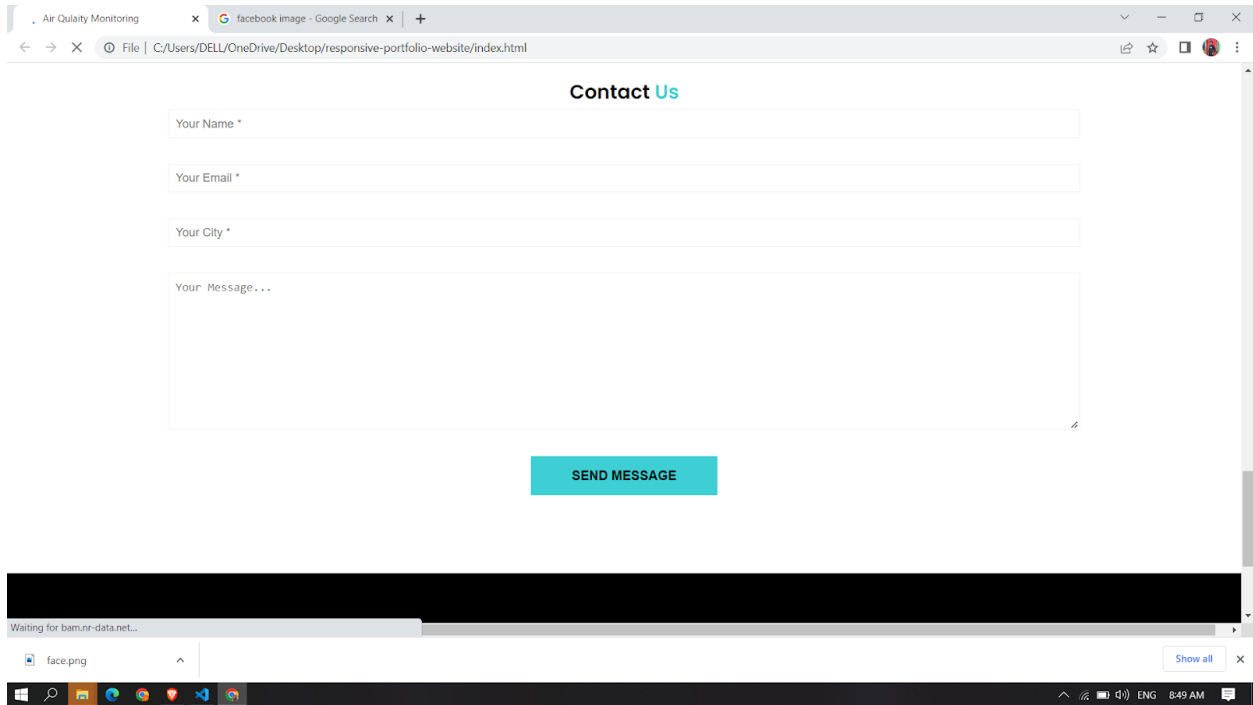 Air Qulaity Monitoring
facebook image - Google Search
File | C:/Users/DELL/OneDrive/Desktop/responsive-portfolio-website/index.html
Contact Us
Your Name *
Your Email *
Your City *
Your Message...
SEND MESSAGE
Waiting for bam.nr-data.net...
face.png
Show all
ENG 8:49 AM